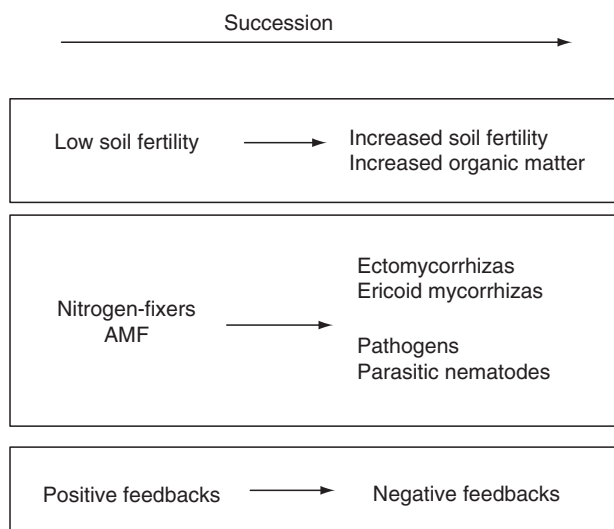 Succession
Low soil fertility
Increased soil fertility
Increased organic matter
Nitrogen-fixers
AMF
Ectomycorrhizas
Ericoid mycorrhizas
Pathogens
Parasitic nematodes
Positive feedbacks
Negative feedbacks